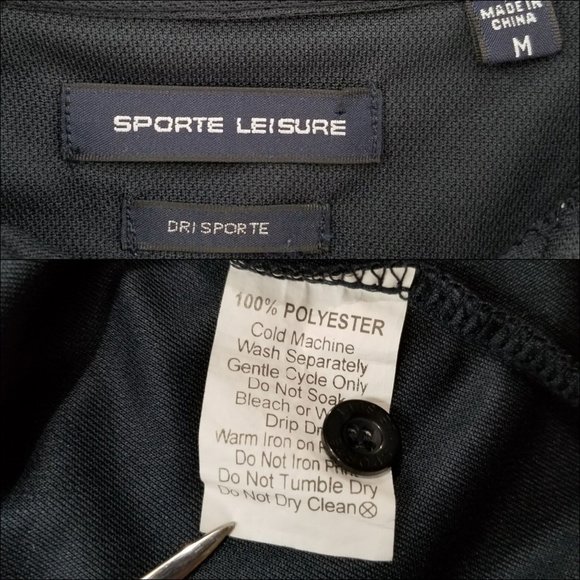 MADE IN
CHINA
M
SPORTE LEISURE
DRI SPORTE
100% POLYESTER
Cold Machine
Wash Separately
Gentle Cycle Only
Do Not Soak
Bleach or
Drip
Warm Iron on
Do Not Iron
Do Not Tumble Dry
Do Not Dry Clean